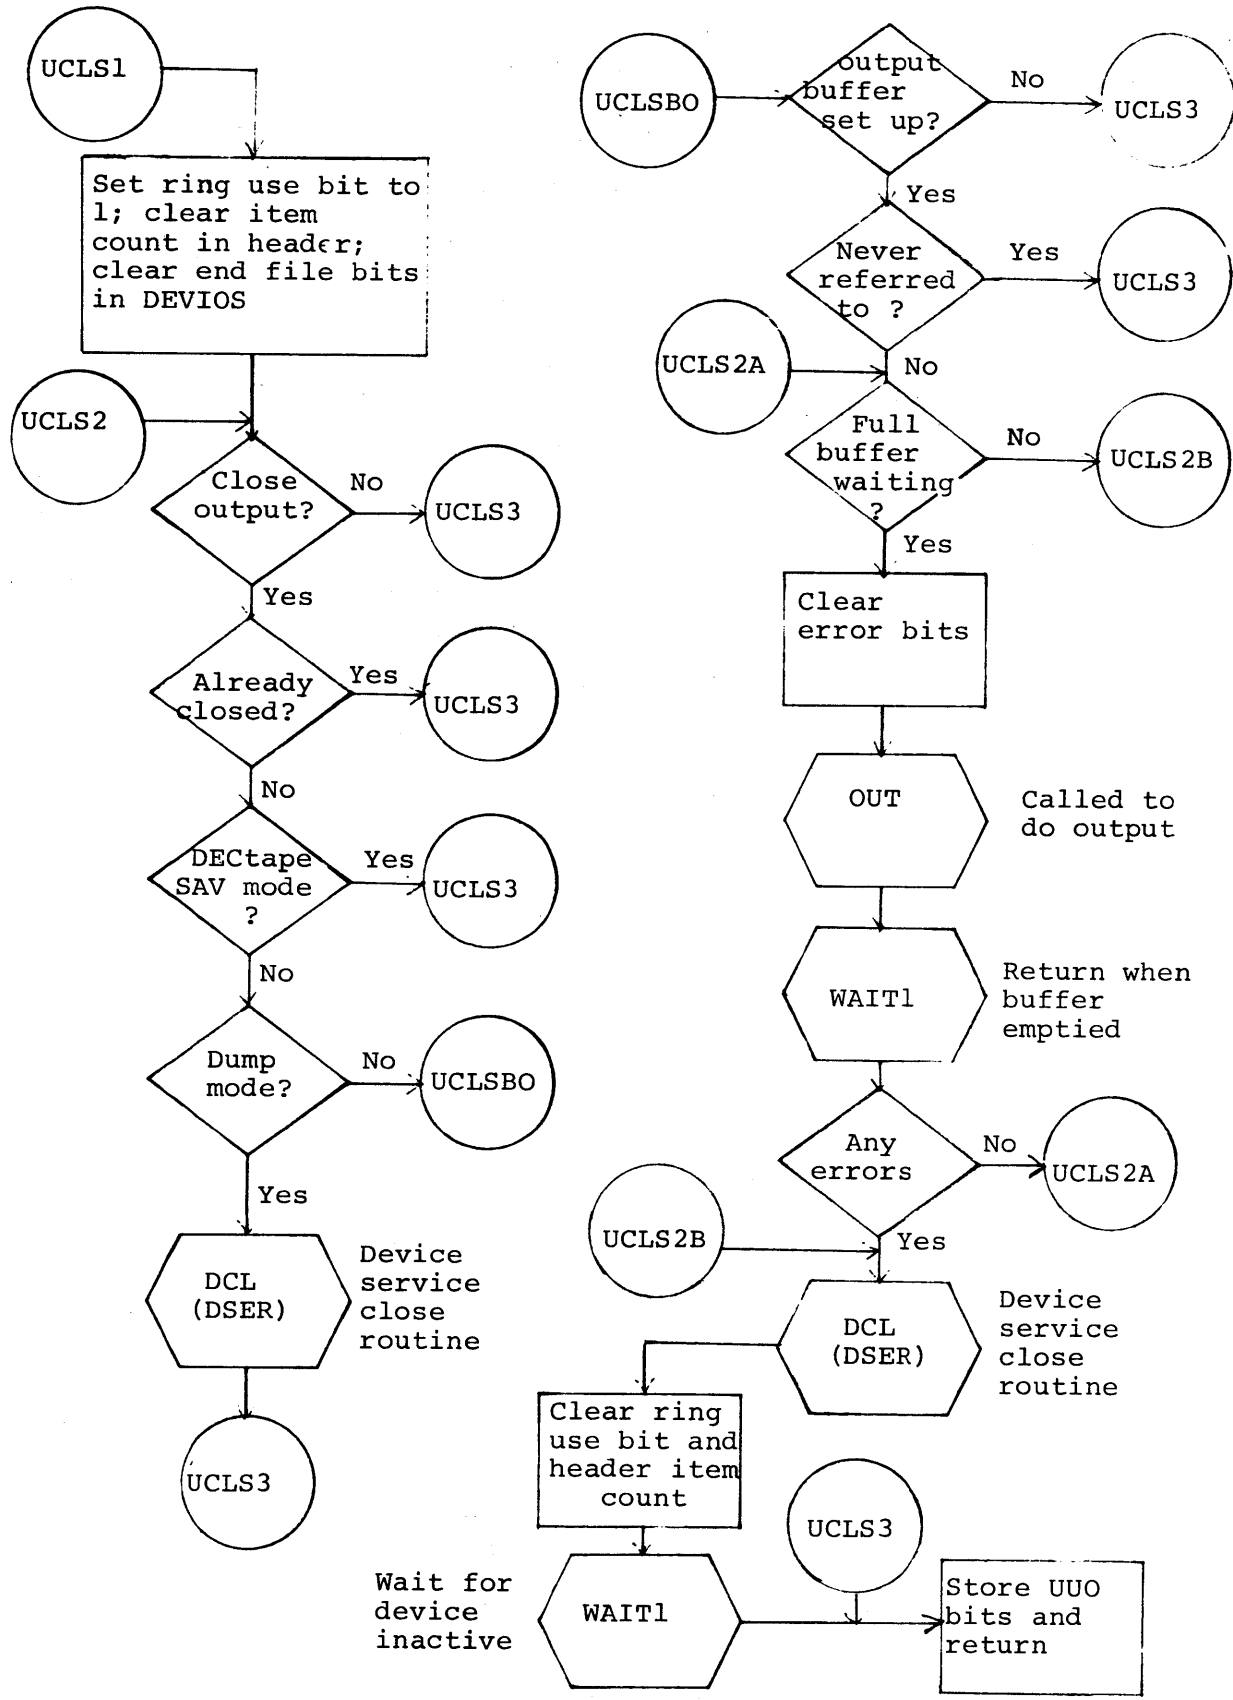 UCLS1
Set ring use bit to
1; clear item
count in header;
clear end file bits
in DEVIOS
UCLS2
Close
output?
No
UCLS3
Yes
Already
closed?
Yes
UCLS3
No
DECtape
SAV mode
?
Yes
UCLS3
No
Dump
mode?
No
UCLSBO
Yes
DCL
(DSER)
Device
service
close
routine
UCLS3
UCLSBO
output
buffer
set up?
No
UCLS3
Yes
Never
referred
to ?
Yes
UCLS3
UCLS2A
No
Full
buffer
waiting
?
No
UCLS2B
Yes
Clear
error bits
OUT
Called to
do output
WAIT1
Return when
buffer
emptied
Any
errors
No
UCLS2A
UCLS2B
Yes
DCL
(DSER)
Device
service
close
routine
Clear ring
use bit and
header item
count
UCLS3
Wait for
device
inactive
WAIT1
Store UUO
bits and
return